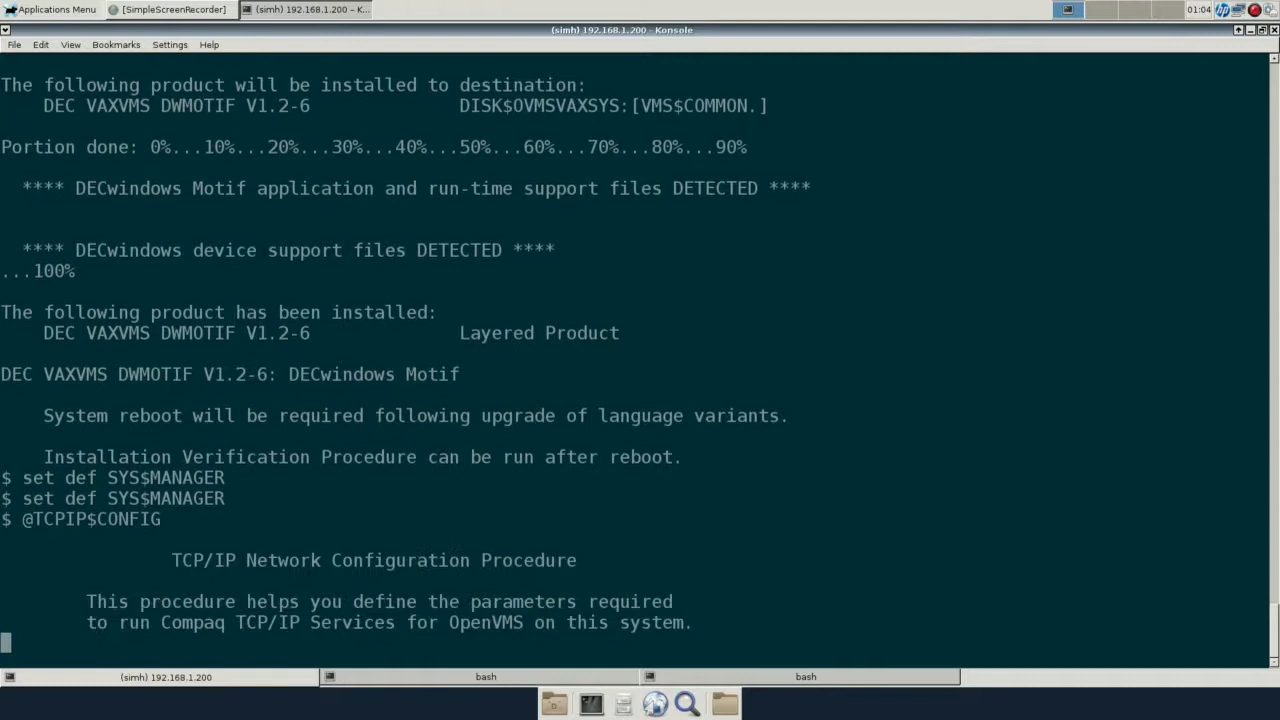 Applications Menu
[SimpleScreenRecorder]
(simh) 192.168.1.200 – K...
01:04
(simh) 192.168.1.200 - Konsole
File Edit View Bookmarks Settings Help
The following product will be installed to destination:
DEC VAXVMS DWMOTIF V1.2-6 DISK$OVMSVAXSYS:[VMS$COMMON.]
Portion done: 0%...10%...20%...30%...40%...50%...60%...70%...80%...90%
**** DECwindows Motif application and run-time support files DETECTED ****
**** DECwindows device support files DETECTED ****
...100%
The following product has been installed:
DEC VAXVMS DWMOTIF V1.2-6 Layered Product
DEC VAXVMS DWMOTIF V1.2-6: DECwindows Motif
System reboot will be required following upgrade of language variants.
Installation Verification Procedure can be run after reboot.
$ set def SYS$MANAGER
$ set def SYS$MANAGER
$ @TCPIP$CONFIG
TCP/IP Network Configuration Procedure
This procedure helps you define the parameters required
to run Compaq TCP/IP Services for OpenVMS on this system.
(simh) 192.168.1.200
bash
bash